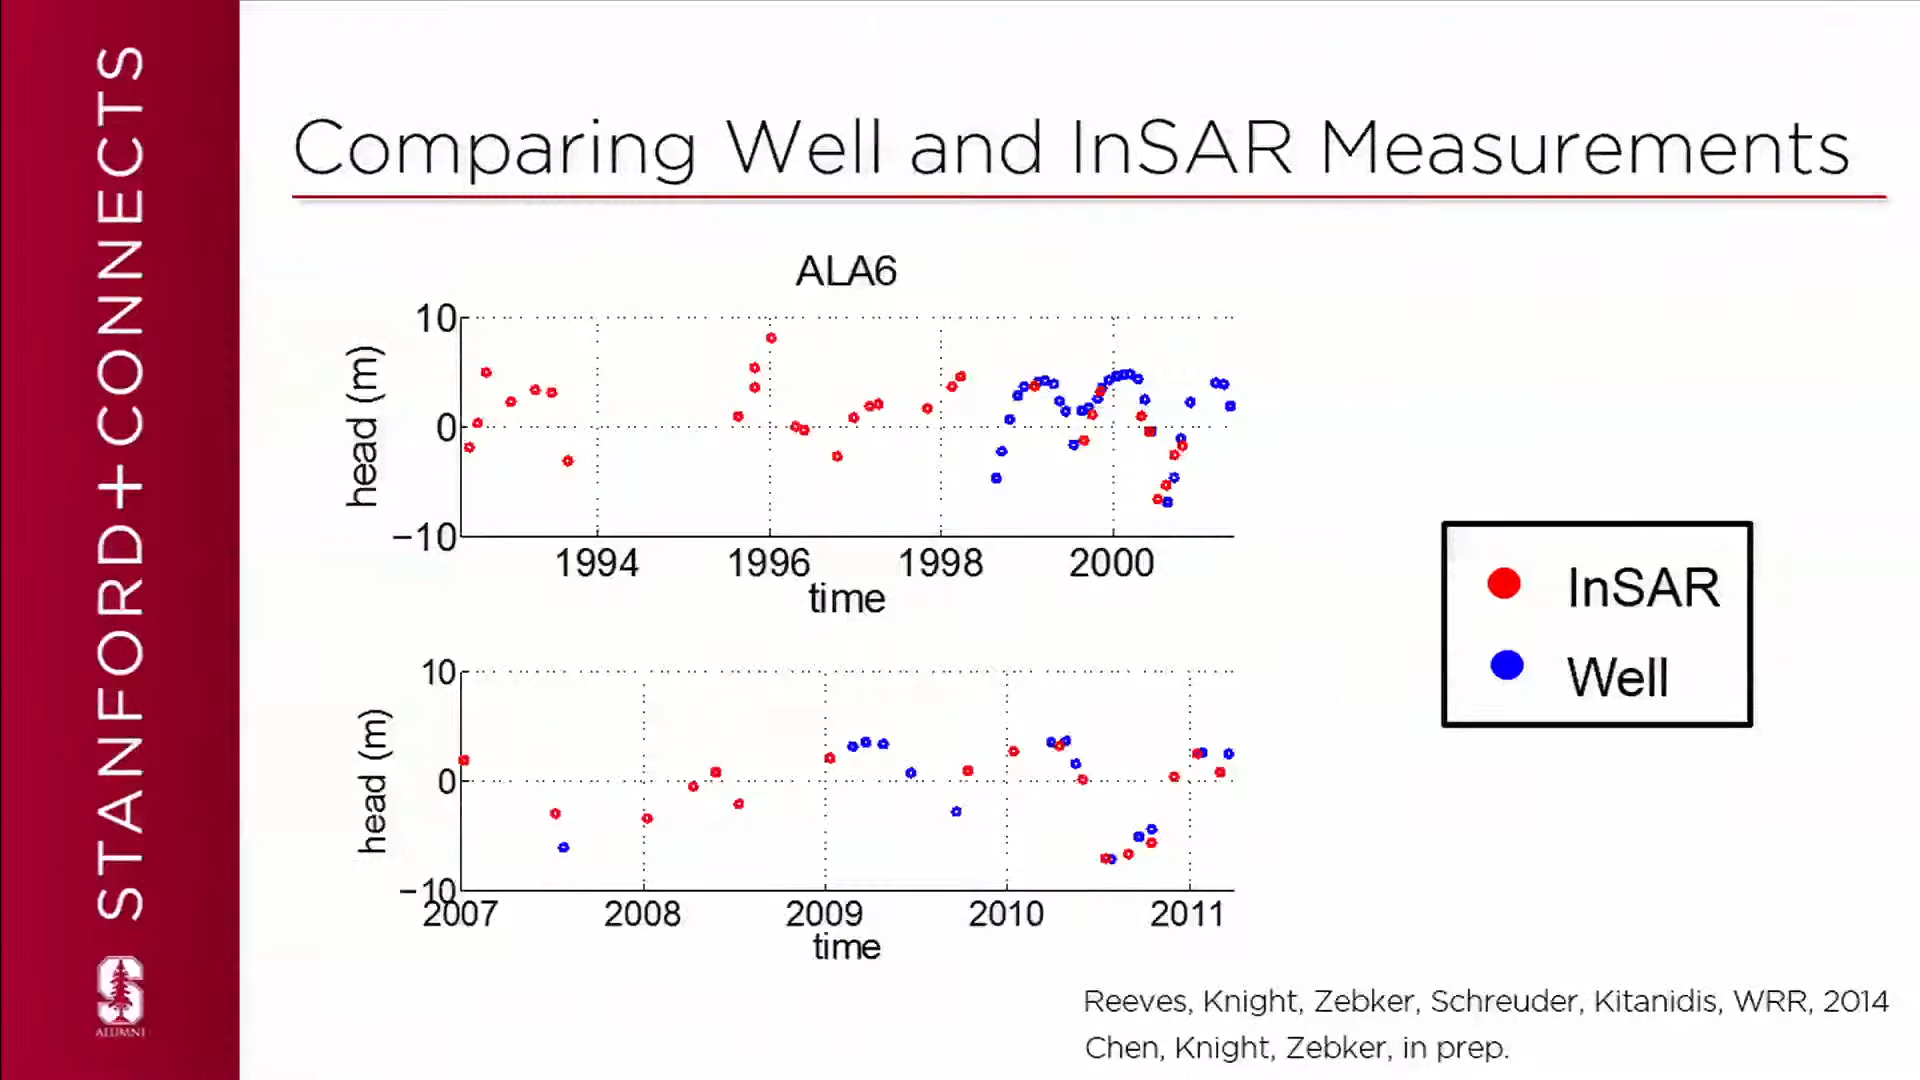 STANFORD+CONNECTS
S
ALUMNI
Comparing Well and InSAR Measurements
ALA6
head (m)
10
0
−10
1994 1996 1998 2000
time
head (m)
10
0
−10
2007 2008 2009 2010 2011
time
InSAR
Well
Reeves, Knight, Zebker, Schreuder, Kitanidis, WRR, 2014
Chen, Knight, Zebker, in prep.